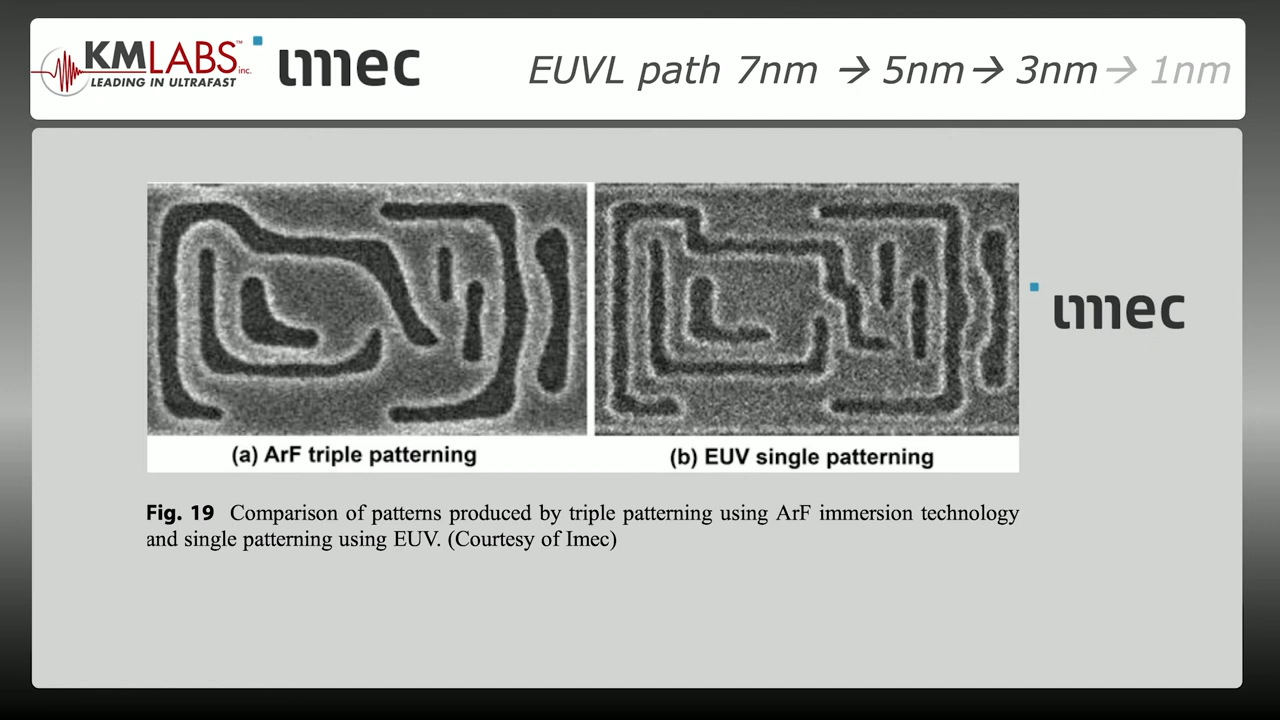 KMLABS™ inc.
LEADING IN ULTRAFAST
imec
EUVL path 7nm → 5nm → 3nm → 1nm
imec
(a) ArF triple patterning
(b) EUV single patterning
Fig. 19 Comparison of patterns produced by triple patterning using ArF immersion technology
and single patterning using EUV. (Courtesy of Imec)